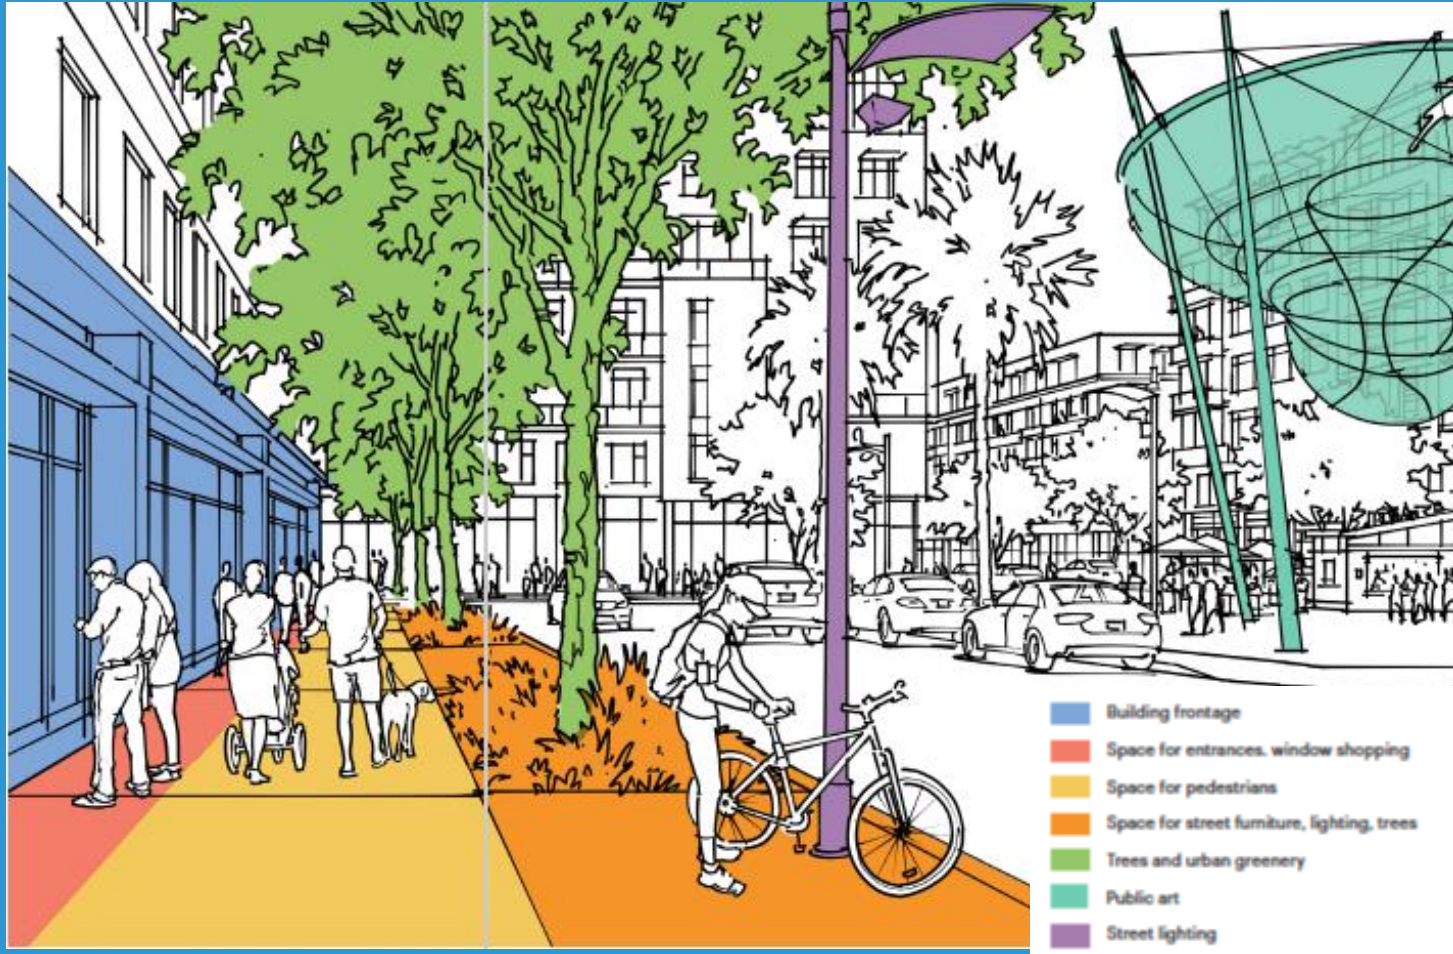 Building frontage
Space for entrances. window shopping
Space for pedestrians
Space for street furniture, lighting, trees
Trees and urban greenery
Public art
Street lighting